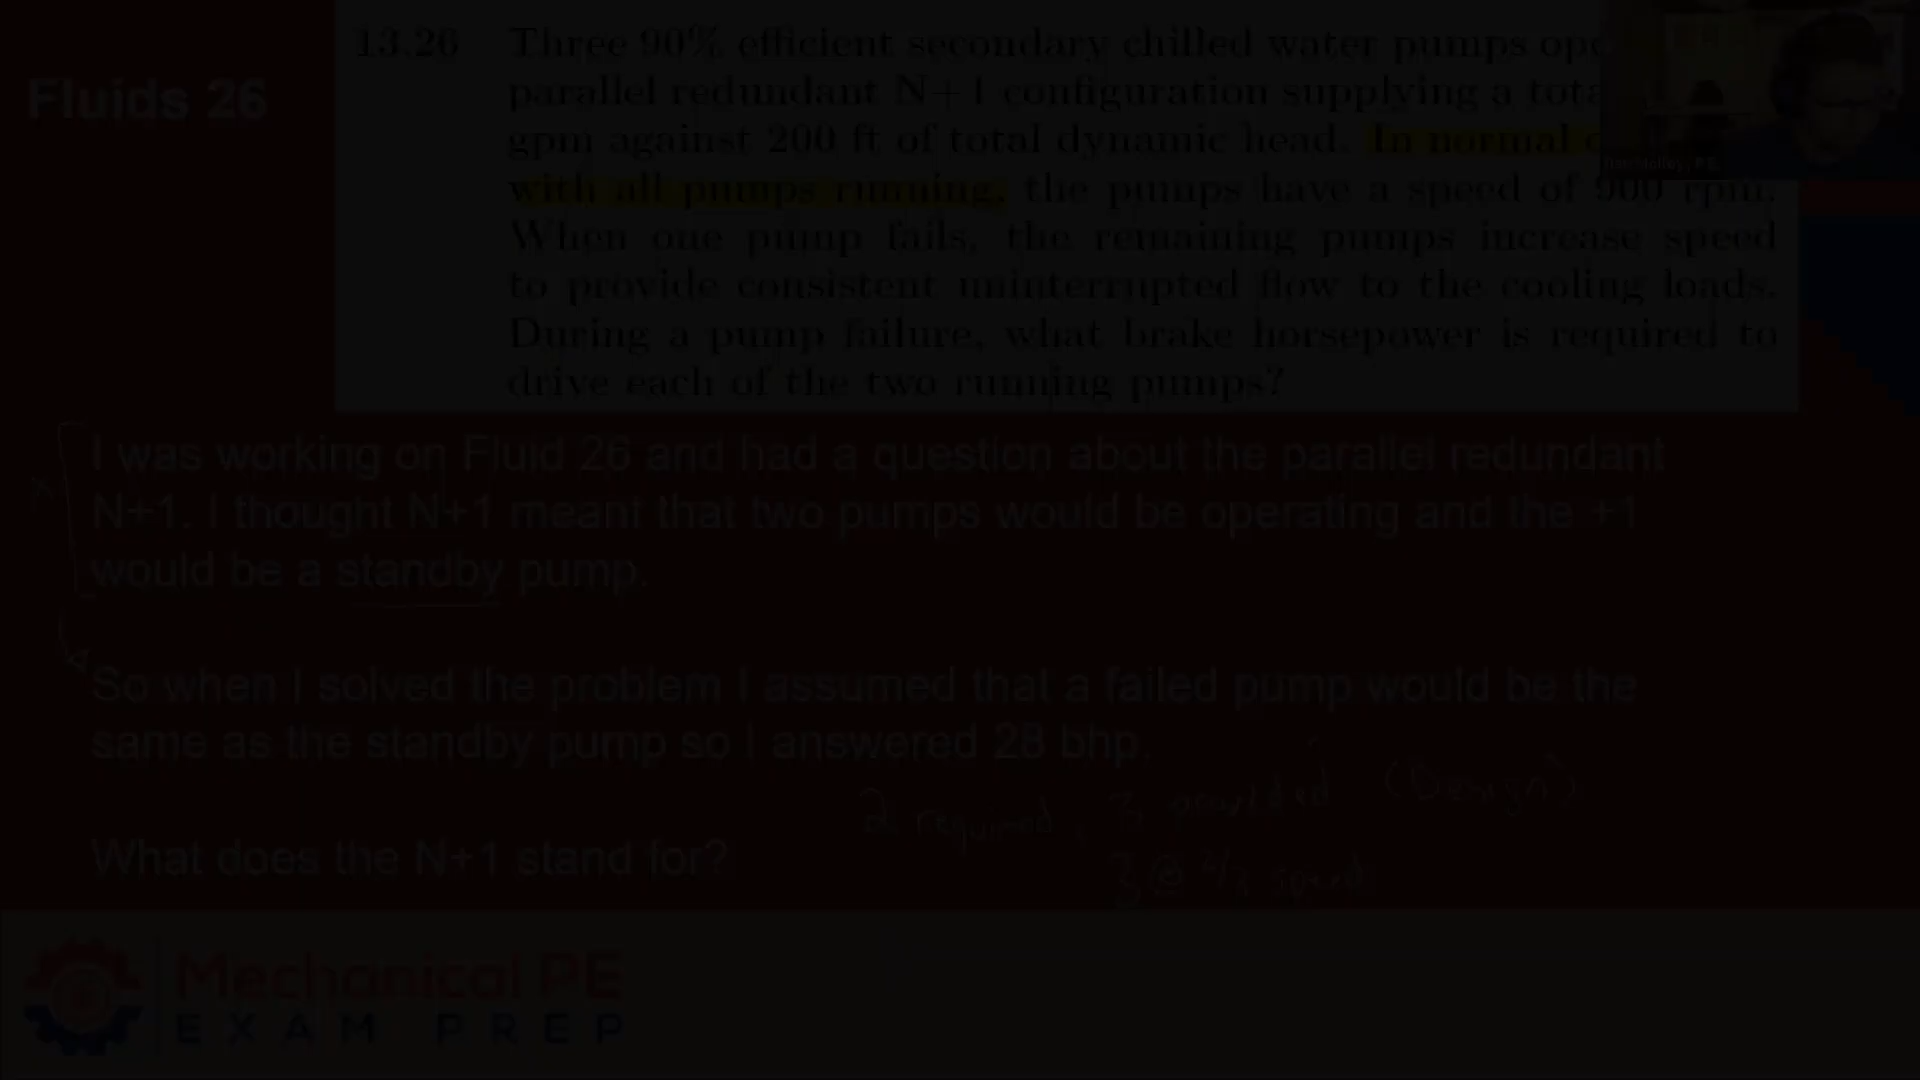 Fluids 26
13.26 Three 90% efficient secondary chilled water pumps
parallel redundant N+1 configuration supplying a
gpm against 200 ft of total dynamic head. In normal
with all pumps running, the pumps have a speed of 900 rpm.
When one pump fails, the remaining pumps increase speed
to provide consistent uninterrupted flow to the cooling loads.
During a pump failure, what brake horsepower is required to
drive each of the two running pumps?
I was working on Fluid 26 and had a question about the parallel redundant
N+1. I thought N+1 meant that two pumps would be operating and the +1
would be a standby pump.
So when I solved the problem I assumed that a failed pump would be the
same as the standby pump so I answered 28 bhp.
2 required, 3 provided (Design)
What does the N+1 stand for?
3 @ 2/3 speed
Mechanical PE
EXAM PREP